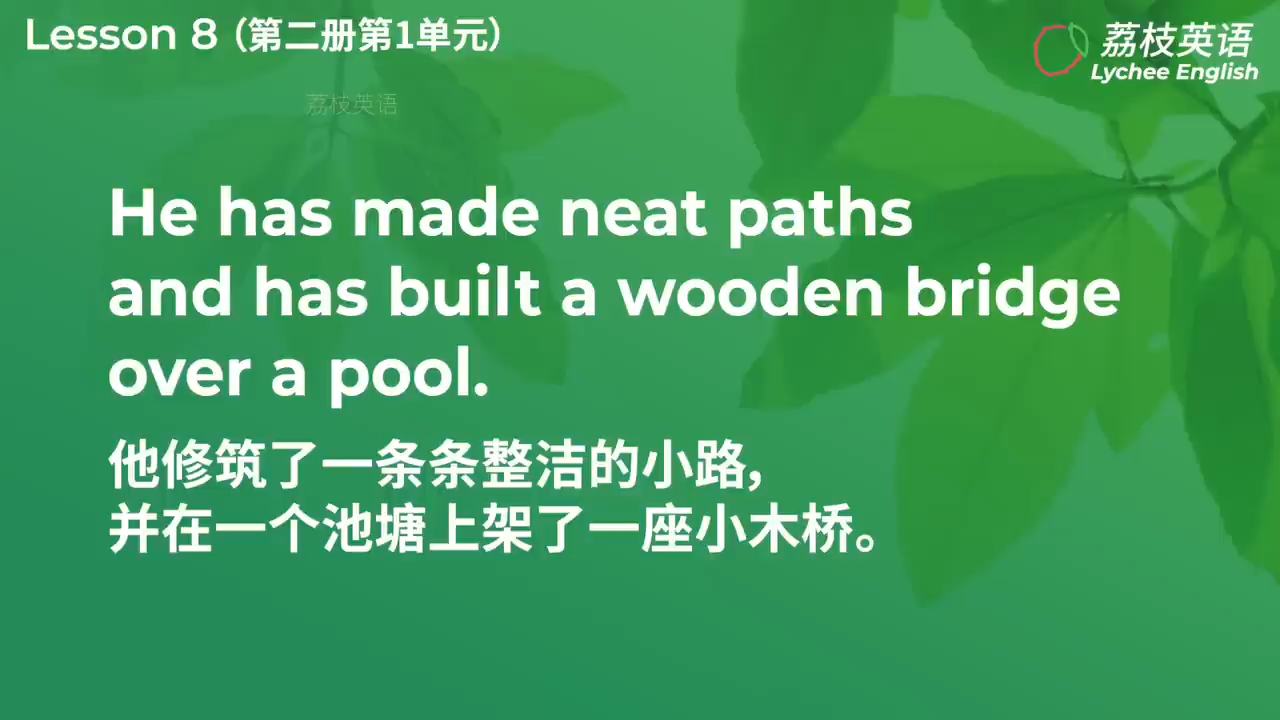 Lesson 8（第二册第1单元）
荔枝英语
Lychee English
荔枝英语
He has made neat paths
and has built a wooden bridge
over a pool.
他修筑了一条条整洁的小路,
并在一个池塘上架了一座小木桥。